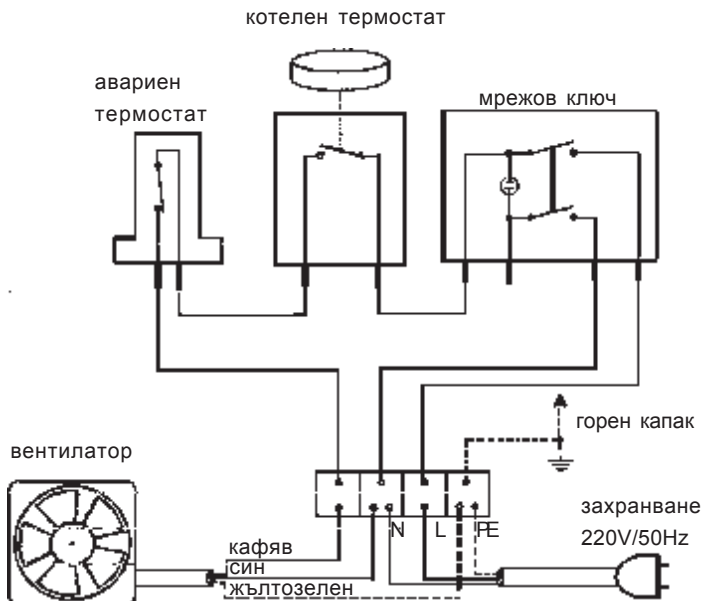 котелен термостат
авариен
термостат
мрежов ключ
горен капак
вентилатор
захранване
220V/50Hz
N L PE
кафяв
син
жълтозелен